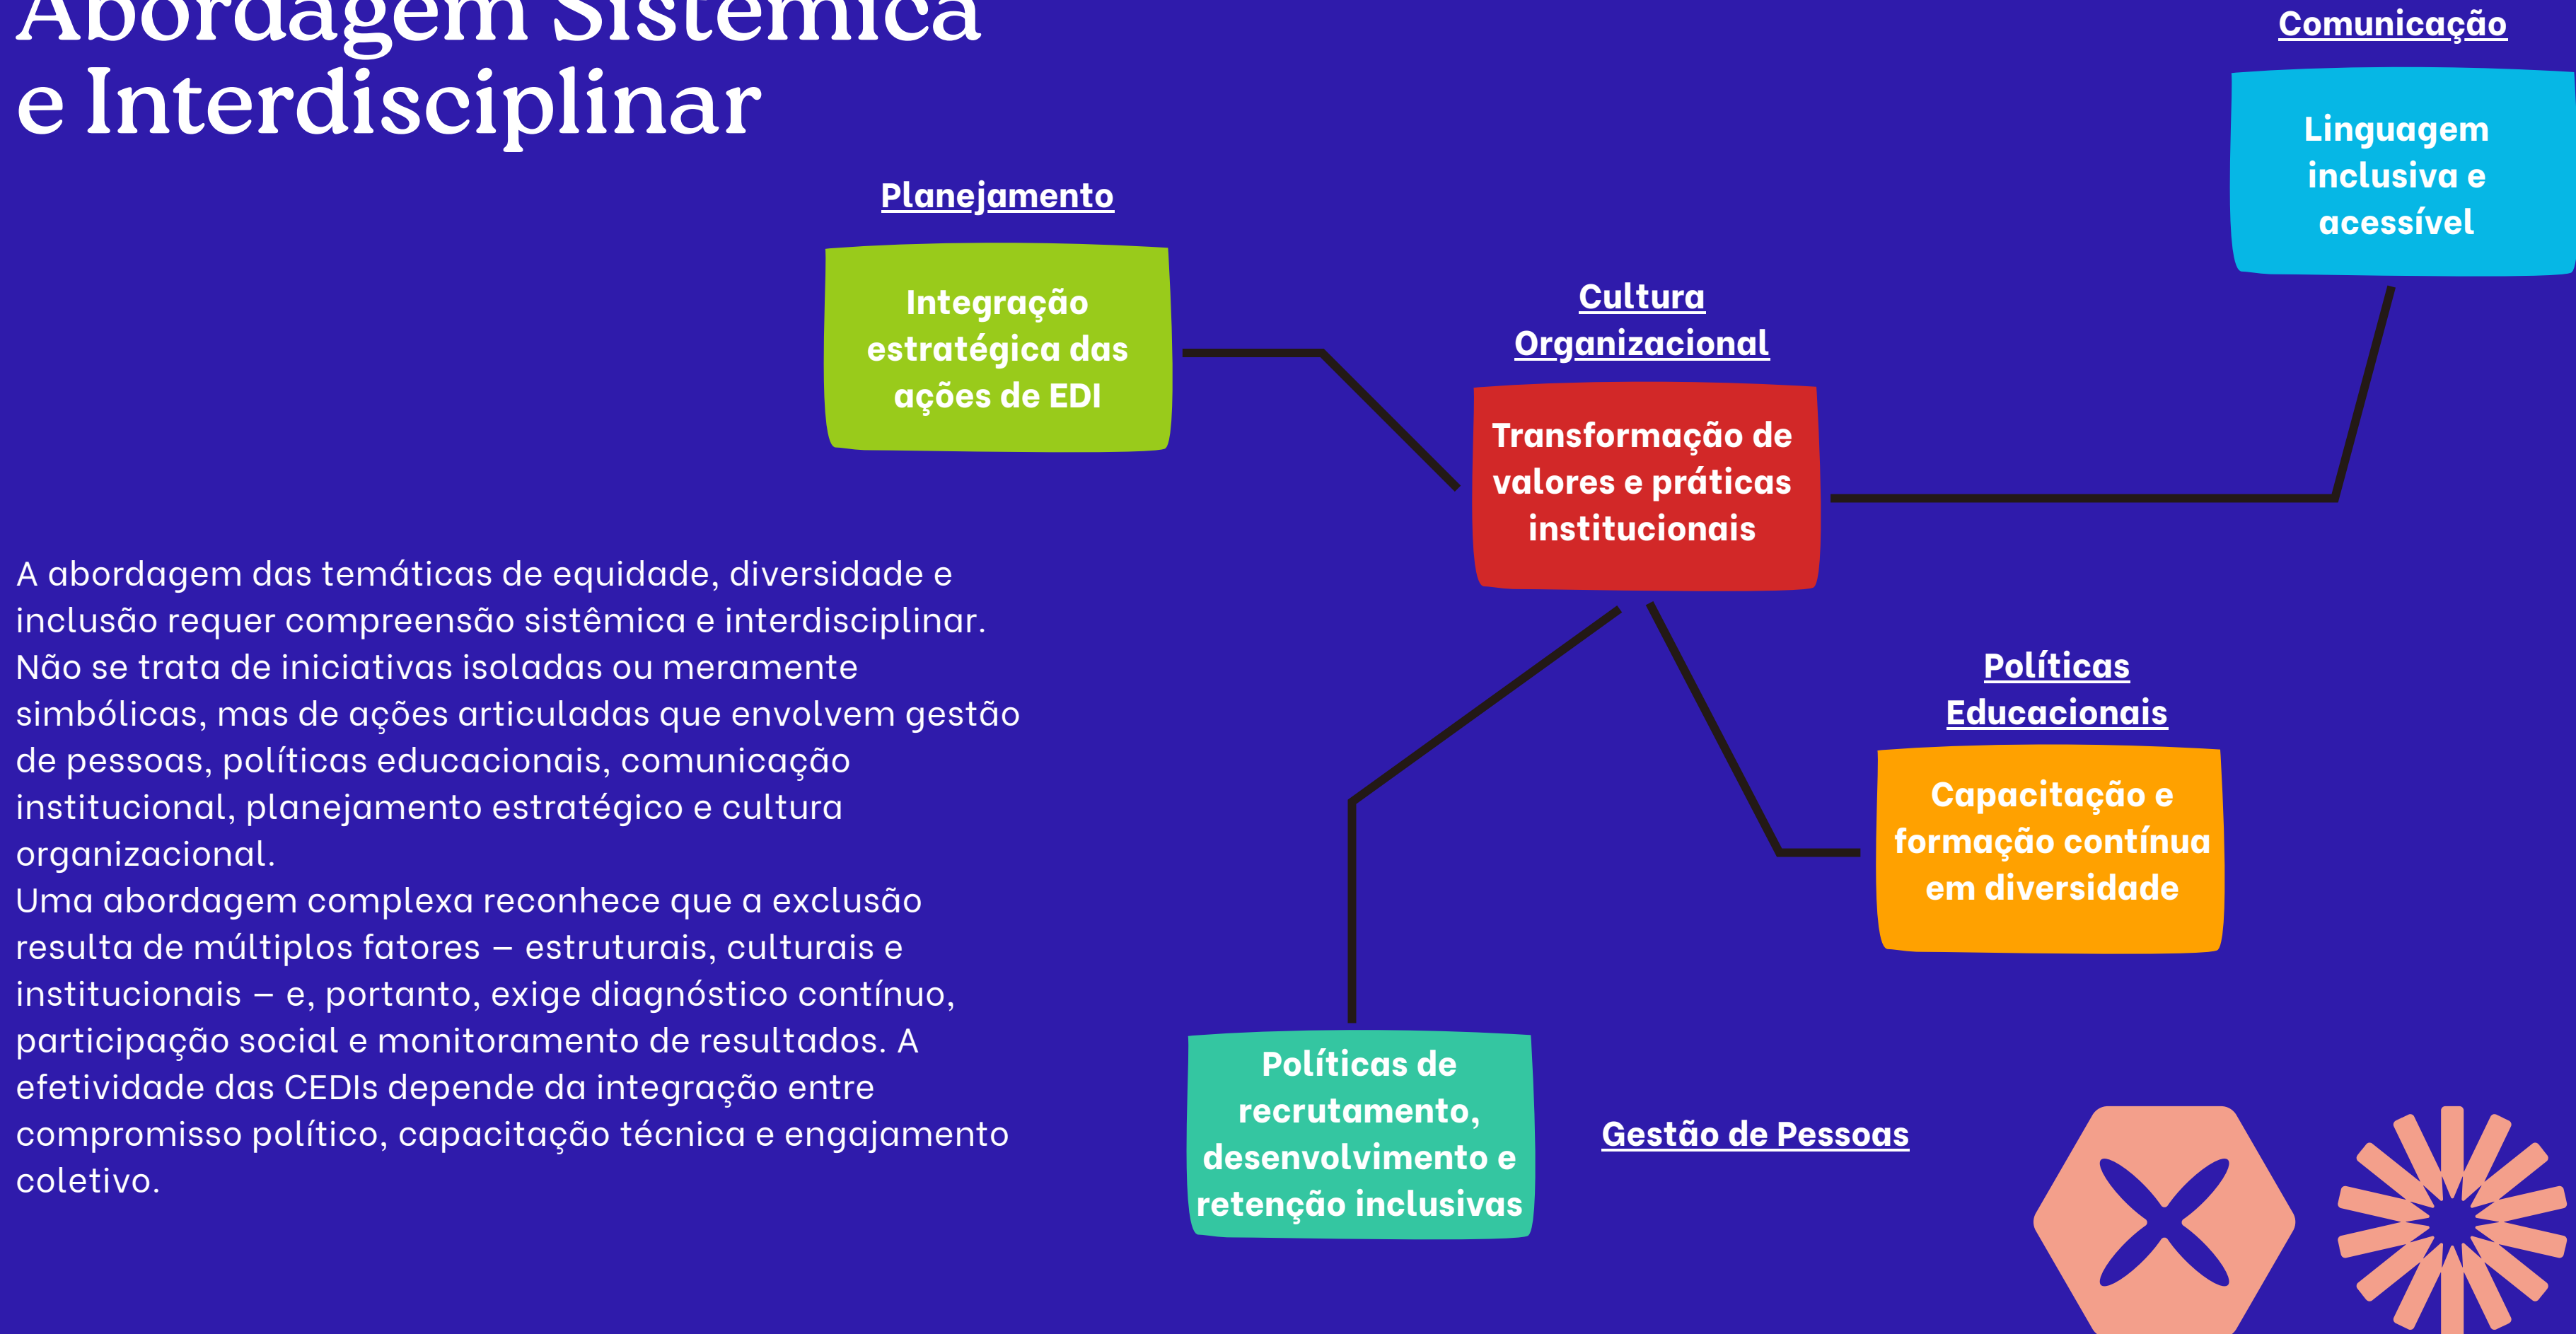 Abordagem Sistêmica
e Interdisciplinar
Planejamento
Integração
estratégica das
ações de EDI
Cultura
Organizacional
Transformação de
valores e práticas
institucionais
Comunicação
Linguagem
inclusiva e
acessível
A abordagem das temáticas de equidade, diversidade e
inclusão requer compreensão sistêmica e interdisciplinar.
Não se trata de iniciativas isoladas ou meramente
simbólicas, mas de ações articuladas que envolvem gestão
de pessoas, políticas educacionais, comunicação
institucional, planejamento estratégico e cultura
organizacional.
Uma abordagem complexa reconhece que a exclusão
resulta de múltiplos fatores — estruturais, culturais e
institucionais — e, portanto, exige diagnóstico contínuo,
participação social e monitoramento de resultados. A
efetividade das CEDIs depende da integração entre
compromisso político, capacitação técnica e engajamento
coletivo.
Políticas
Educacionais
Capacitação e
formação contínua
em diversidade
Políticas de
recrutamento,
desenvolvimento e
retenção inclusivas
Gestão de Pessoas